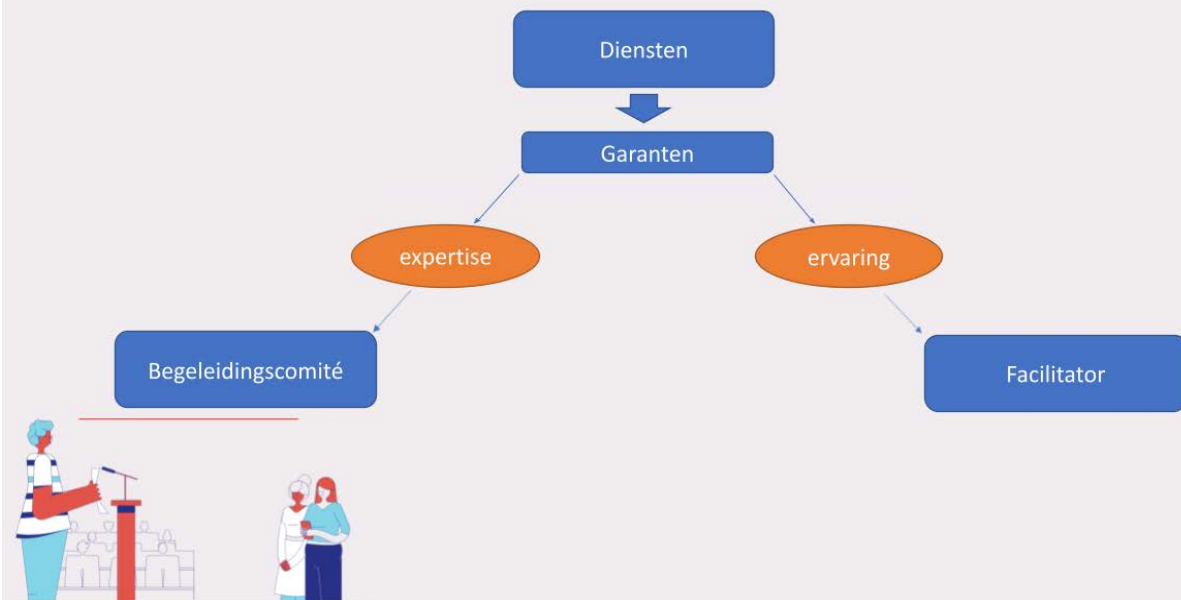 Diensten
Garanten
expertise
ervaring
Begeleidingscomité
Facilitator